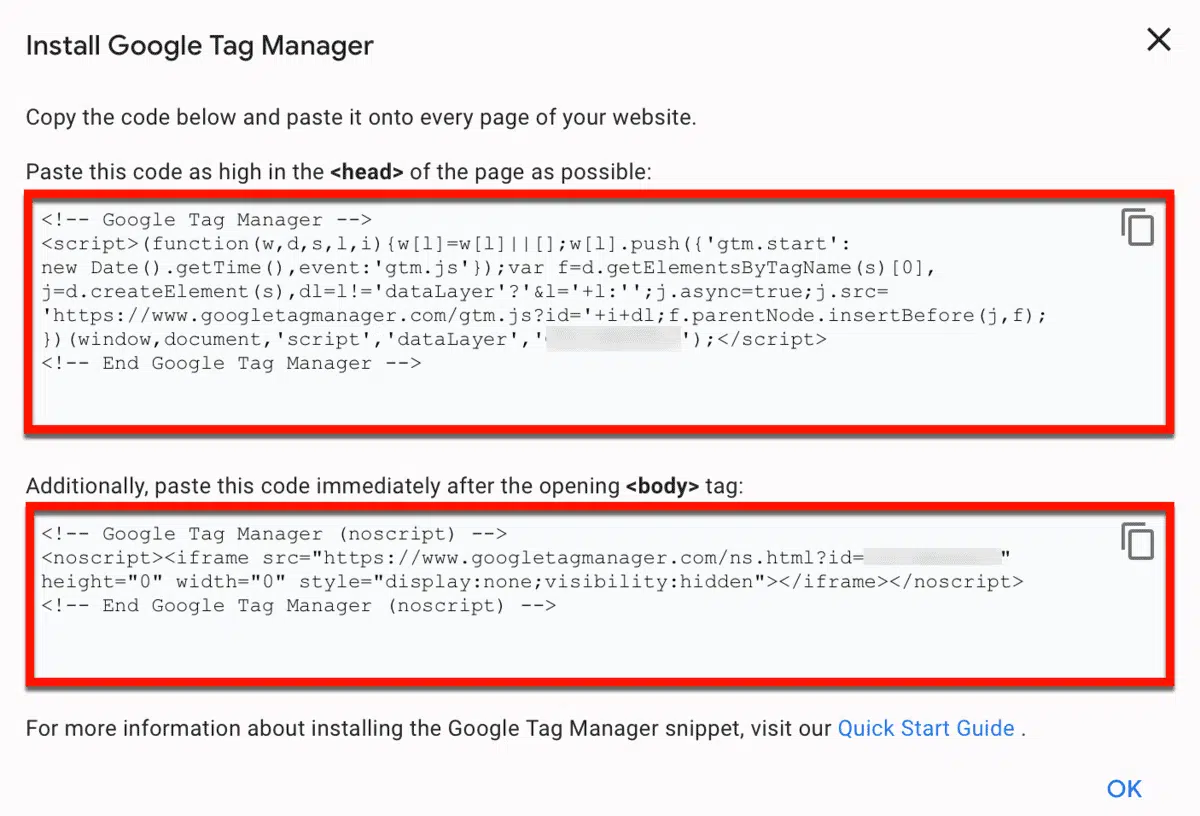 Install Google Tag Manager
Copy the code below and paste it onto every page of your website.
Paste this code as high in the <head> of the page as possible:
<!-- Google Tag Manager -->
<script>(function(w,d,s,l,i){w[l]=w[l]||[];w[l].push({'gtm.start':
new Date().getTime(),event:'gtm.js'});var f=d.getElementsByTagName(s)[0],
j=d.createElement(s),dl=l!='dataLayer'?'&l='+l:'';j.async=true;j.src=
'https://www.googletagmanager.com/gtm.js?id='+i+dl;f.parentNode.insertBefore(j,f);
})(window,document,'script','dataLayer','');</script>
<!-- End Google Tag Manager -->
Additionally, paste this code immediately after the opening <body> tag:
<!-- Google Tag Manager (noscript) -->
<noscript><iframe src="https://www.googletagmanager.com/ns.html?id="
height="0" width="0" style="display:none;visibility:hidden"></iframe></noscript>
<!-- End Google Tag Manager (noscript) -->
For more information about installing the Google Tag Manager snippet, visit our Quick Start Guide .
OK